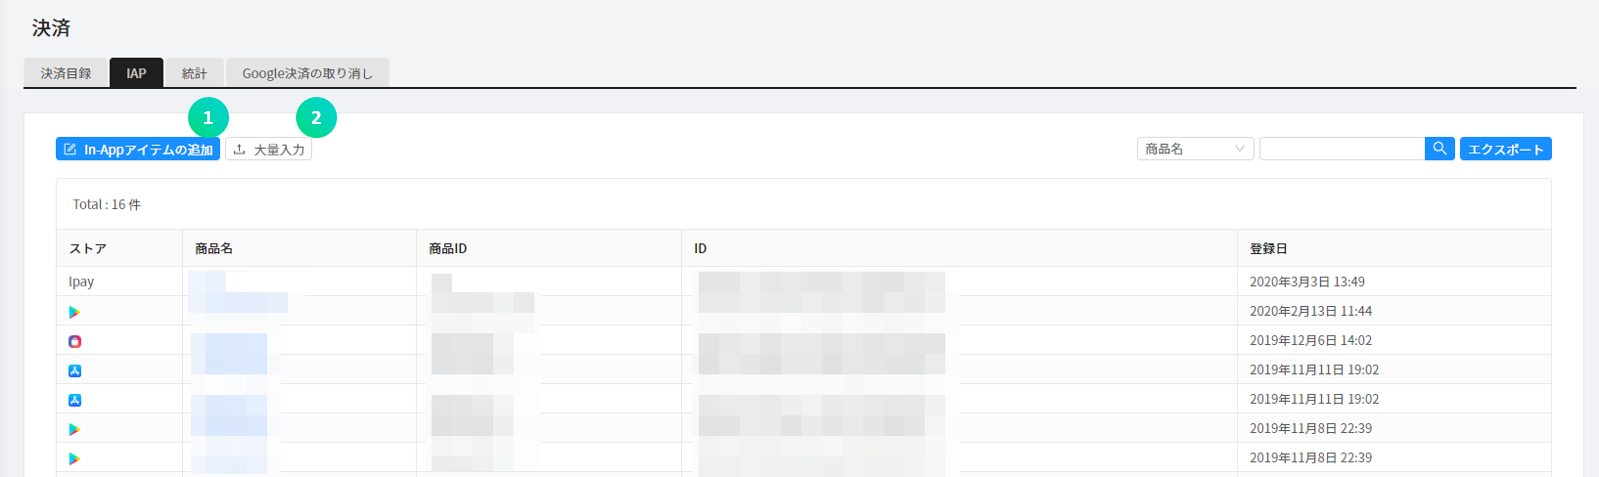 決済
決済目録 IAP 統計 Google決済の取り消し
1 2
In-Appアイテムの追加 大量入力 商品名 エクスポート
Total : 16 件
ストア 商品名 商品ID ID 登録日
lpay 2020年3月3日 13:49
2020年2月13日 11:44
2019年12月6日 14:02
2019年11月11日 19:02
2019年11月11日 19:02
2019年11月8日 22:39
2019年11月8日 22:39